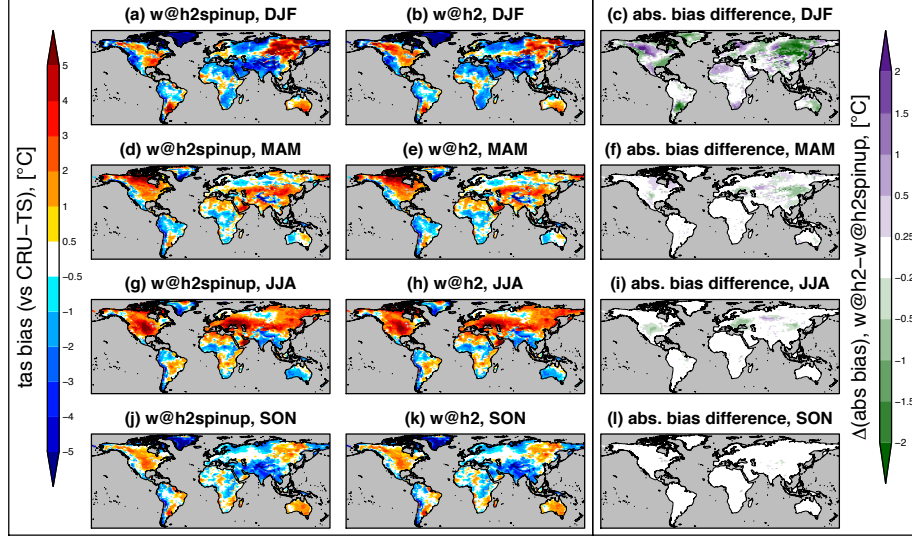 (a) w@h2spinup, DJF
(b) w@h2, DJF
(c) abs. bias difference, DJF
(d) w@h2spinup, MAM
(e) w@h2, MAM
(f) abs. bias difference, MAM
(g) w@h2spinup, JJA
(h) w@h2, JJA
(i) abs. bias difference, JJA
(j) w@h2spinup, SON
(k) w@h2, SON
(l) abs. bias difference, SON
tas bias (vs CRU−TS), [°C]
5
4
3
2
1
0.5
−0.5
−1
−2
−3
−4
−5
Δ(abs bias), w@h2−w@h2spinup, [°C]
2
1.5
1
0.5
0.25
−0.2
−0.5
−1
−1.5
−2